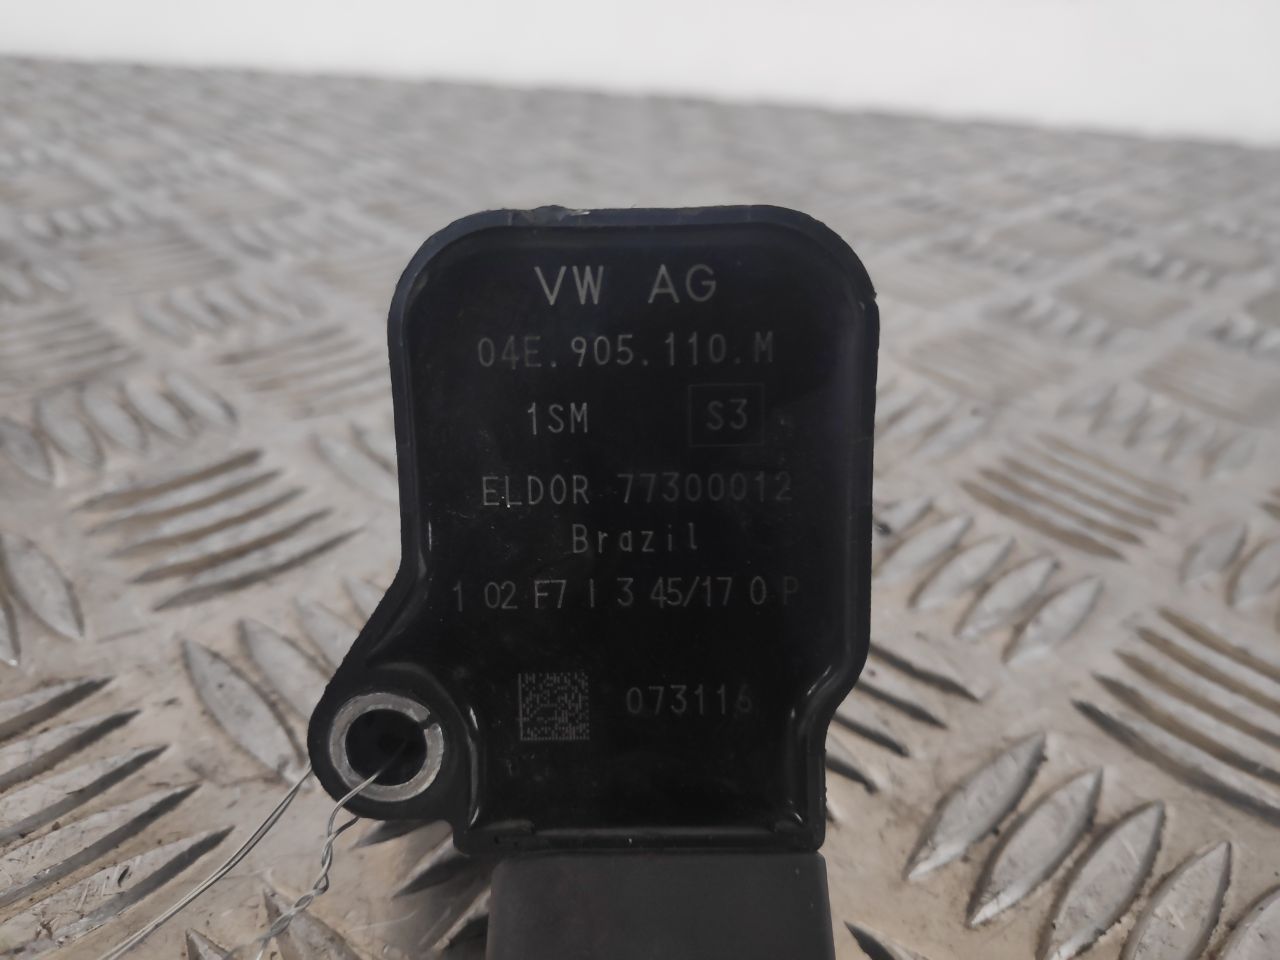 VW AG
04E.905.110.M
1SM S3
ELDOR 77300012
Brazil
1 02 F7 I 3 45/17 0 P
073116